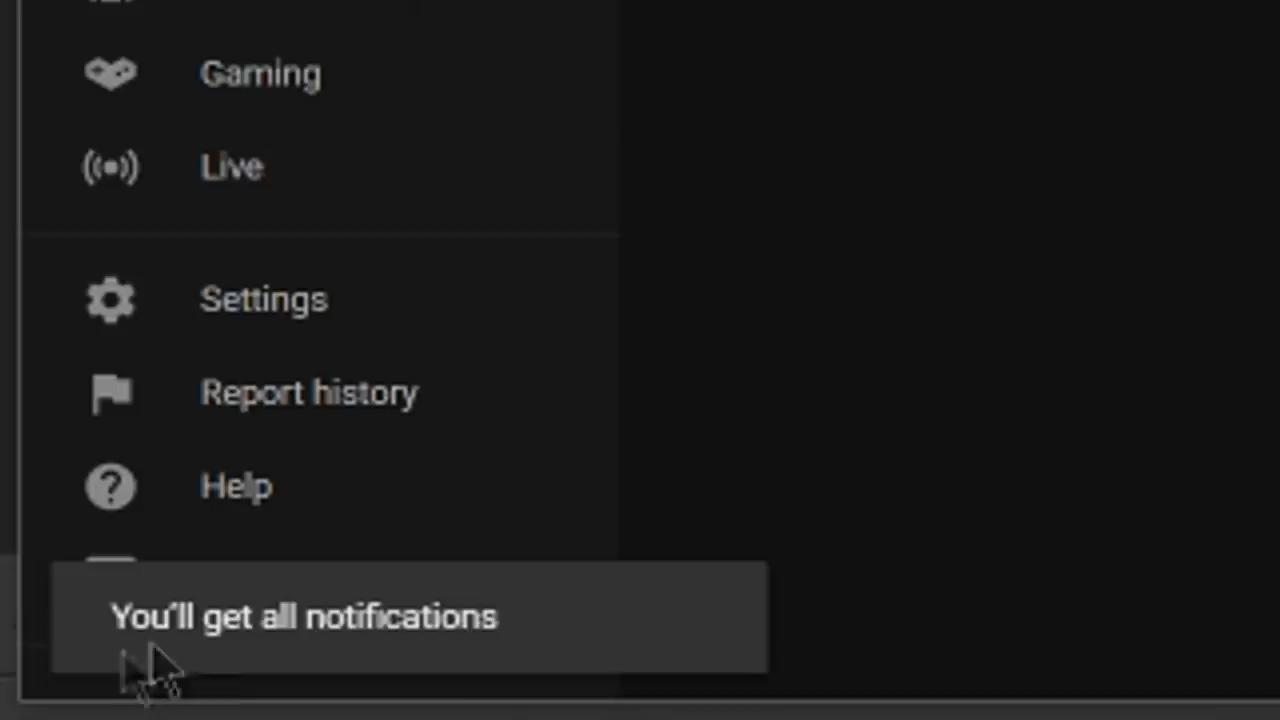 Gaming
Live
Settings
Report history
Help
You'll get all notifications